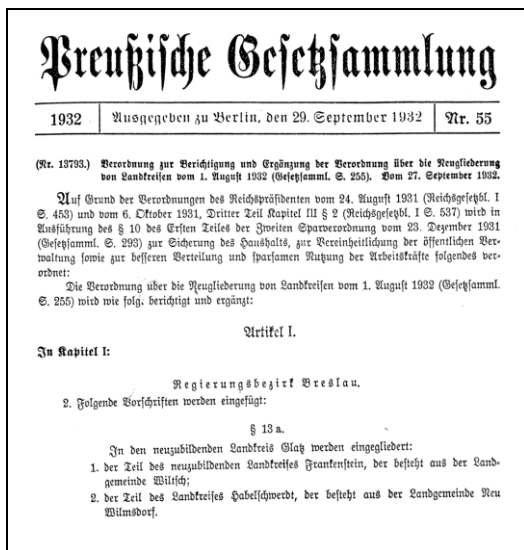 Preußische Gesetzsammlung
1932 Ausgegeben zu Berlin, den 29. September 1932 Nr. 55
(Nr. 13793.) Verordnung zur Berichtigung und Ergänzung der Verordnung über die Neugliederung
von Landkreisen vom 1. August 1932 (Gesetzsamml. S. 255). Vom 27. September 1932.
Auf Grund der Verordnungen des Reichspräsidenten vom 24. August 1931 (Reichsgesetzbl. I
S. 453) und vom 6. Oktober 1931, Dritter Teil Kapitel III § 2 (Reichsgesetzbl. I S. 537) wird in
Ausführung des § 10 des Ersten Teiles der Zweiten Sparverordnung vom 23. Dezember 1931
(Gesetzsamml. S. 293) zur Sicherung des Haushalts, zur Vereinheitlichung der öffentlichen Ver-
waltung sowie zur besseren Verteilung und sparsamen Nutzung der Arbeitskräfte folgendes ver-
ordnet:
Die Verordnung über die Neugliederung von Landkreisen vom 1. August 1932 (Gesetzsamml.
S. 255) wird wie folg. berichtigt und ergänzt:
Artikel I.
In Kapitel I:
Regierungsbezirk Breslau.
2. Folgende Vorschriften werden eingefügt:
§ 13 a.
In den neuzubildenden Landkreis Glatz werden eingegliedert:
1. der Teil des neuzubildenden Landkreises Frankenstein, der besteht aus der Land-
gemeinde Wiltsch;
2. der Teil des Landkreises Habelschwerdt, der besteht aus der Landgemeinde Neu
Wilmsdorf.